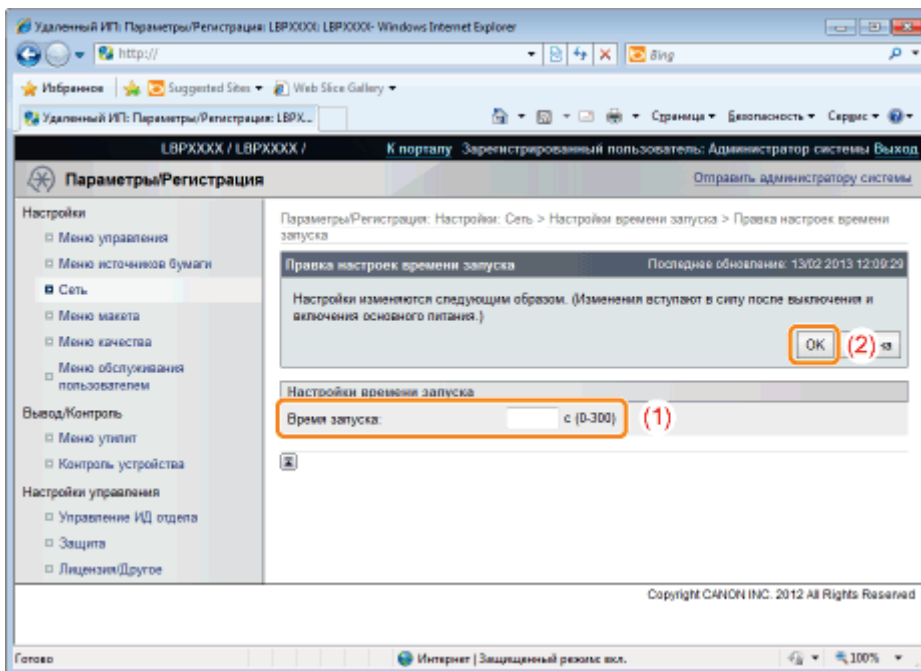 Удаленный ИП: Параметры/Регистрация: LBPXXXX: LBPXXXX- Windows Internet Explorer
http://
Bing
Избранное Suggested Sites Web Slice Gallery
Удаленный ИП: Параметры/Регистрация: LBPX...
Страница Безопасность Сервис
LBPXXXX / LBPXXXX / К порталу Зарегистрированный пользователь: Администратор системы Выход
Параметры/Регистрация Отправить администратору системы
Настройки
Меню управления
Меню источников бумаги
Сеть
Меню макета
Меню качества
Меню обслуживания
пользователем
Вывод/Контроль
Меню утилит
Контроль устройства
Настройки управления
Управление ИД отдела
Защита
Лицензия/Другое
Параметры/Регистрация: Настройки: Сеть > Настройки времени запуска > Правка настроек времени
запуска
Правка настроек времени запуска Последнее обновление: 13/02 2013 12:09:29
Настройки изменяются следующим образом. (Изменения вступают в силу после выключения и
включения основного питания.)
OK (2)
Настройки времени запуска
Время запуска: с (0-300) (1)
Copyright CANON INC. 2012 All Rights Reserved
Готово Интернет | Защищенный режим: вкл. 100%